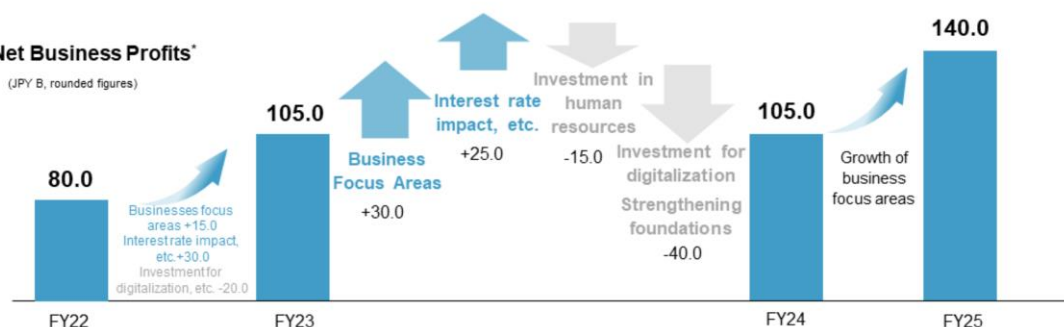 Net Business Profits*
(JPY B, rounded figures)
80.0
Businesses focus
areas +15.0
Interest rate impact,
etc.+30.0
Investment for
digitalization, etc. -20.0
105.0
Business
Focus Areas
+30.0
Interest rate
impact, etc.
+25.0
Investment in
human
resources
-15.0
Investment for
digitalization
Strengthening
foundations
-40.0
105.0
Growth of
business
focus areas
140.0
FY22
FY23
FY24
FY25